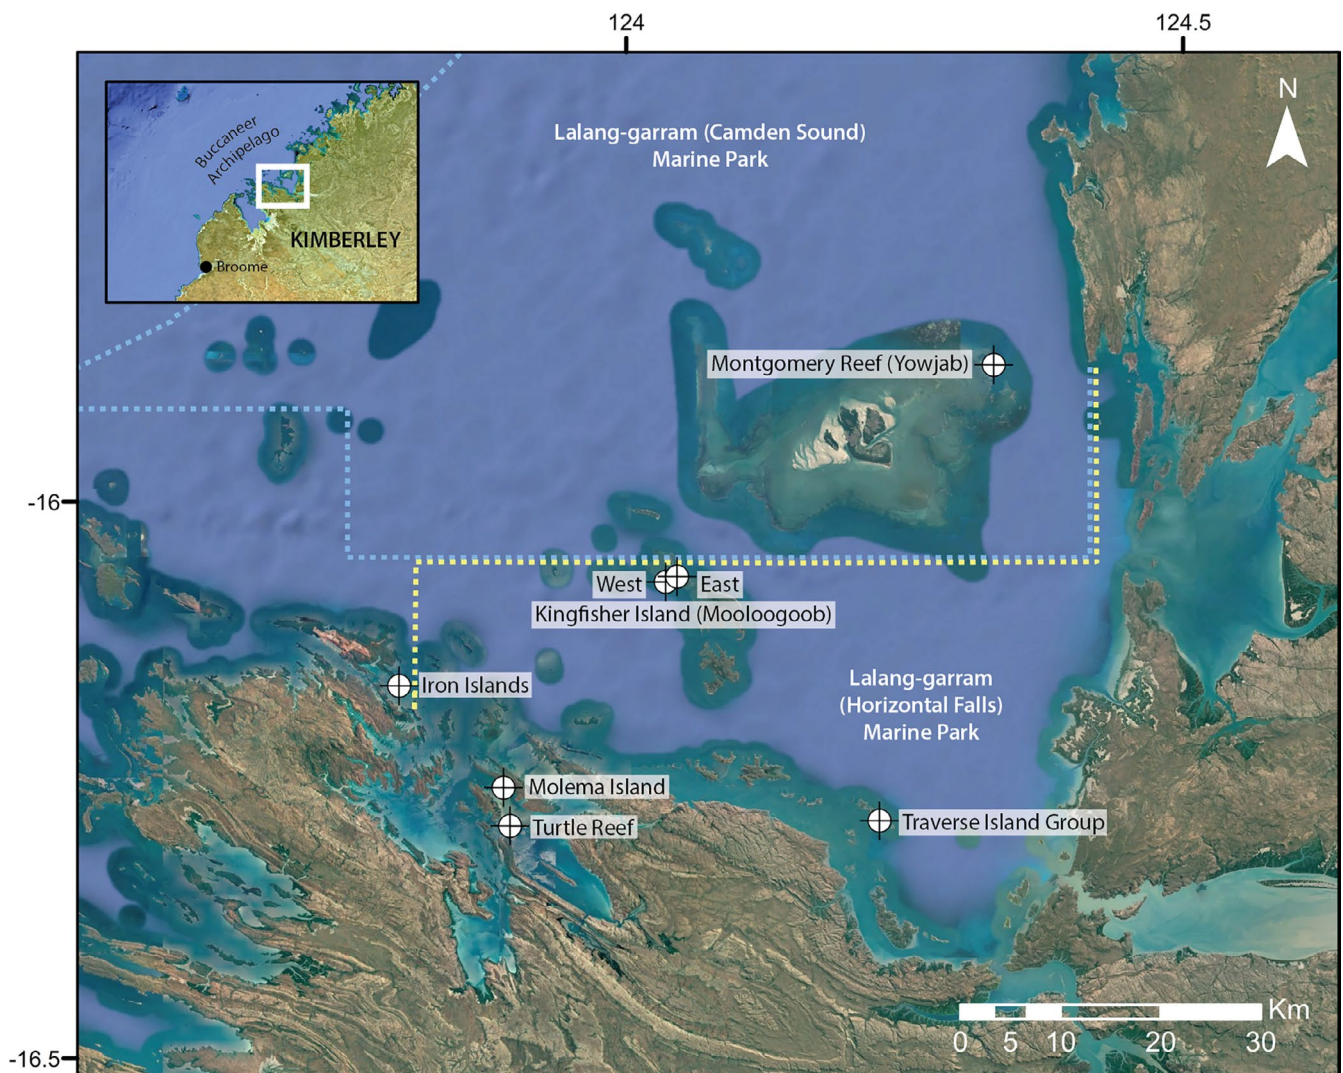 124
124.5
N
Lalang-garram (Camden Sound)
Marine Park
Buccaneer
Archipelago
KIMBERLEY
Broome
Montgomery Reef (Yowjab)
-16
West
East
Kingfisher Island (Mooloogoob)
Iron Islands
Lalang-garram
(Horizontal Falls)
Marine Park
Molema Island
Turtle Reef
Traverse Island Group
Km
0 5 10 20 30
-16.5